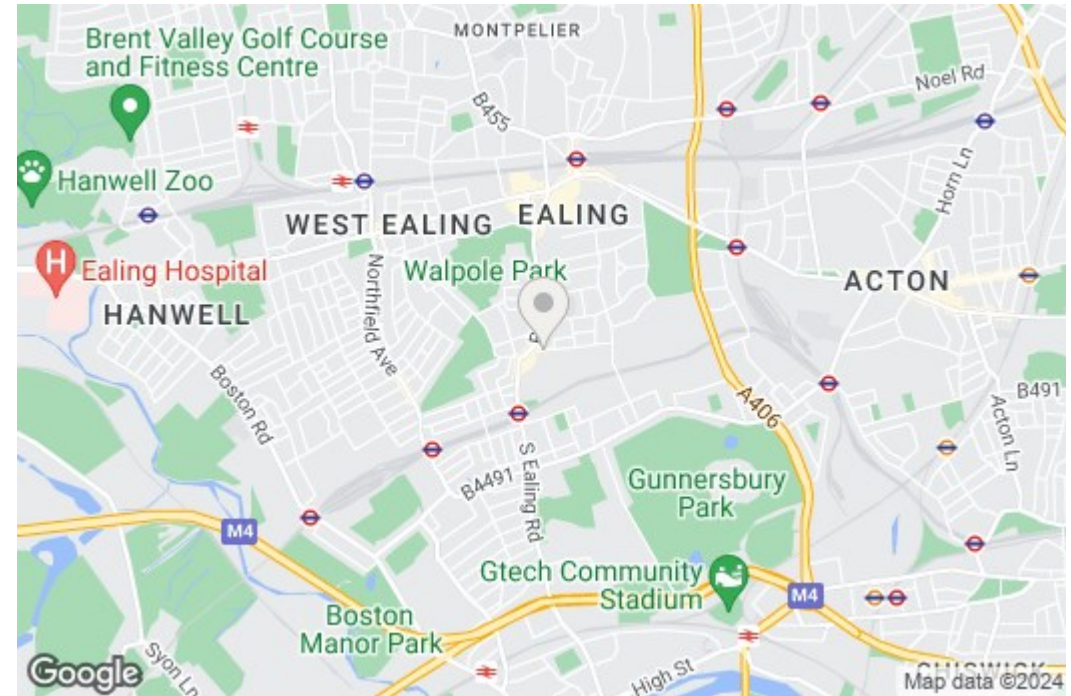 MONTPELIER
Brent Valley Golf Course
and Fitness Centre
Noel Rd
B455
Horn Ln
Hanwell Zoo
WEST EALING
EALING
Ealing Hospital
H
Northfield Ave
Walpole Park
ACTON
HANWELL
Boston Rd
B491
A406
Acton Ln
S Ealing Rd
Gunnersbury
Park
M4
Gtech Community
Stadium
M4
Boston
Manor Park
Syon Ln
High St
CHISWICK
Google
Map data ©2024